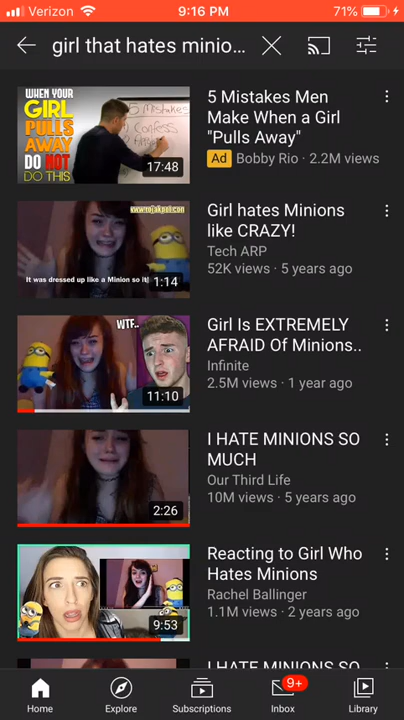 Verizon 9:16 PM 71%
girl that hates minio...
WHEN YOUR
GIRL
PULLS
AWAY
DO NOT
DO THIS
5 Mistakes
Confess
17:48
5 Mistakes Men
Make When a Girl
"Pulls Away"
Ad Bobby Rio · 2.2M views
It was dressed up like a Minion so it
1:14
Girl hates Minions
like CRAZY!
Tech ARP
52K views · 5 years ago
WTF..
11:10
Girl Is EXTREMELY
AFRAID Of Minions..
Infinite
2.5M views · 1 year ago
2:26
I HATE MINIONS SO
MUCH
Our Third Life
10M views · 5 years ago
9:53
Reacting to Girl Who
Hates Minions
Rachel Ballinger
1.1M views · 2 years ago
I HATE MINIONS SO
9+
Home Explore Subscriptions Inbox Library